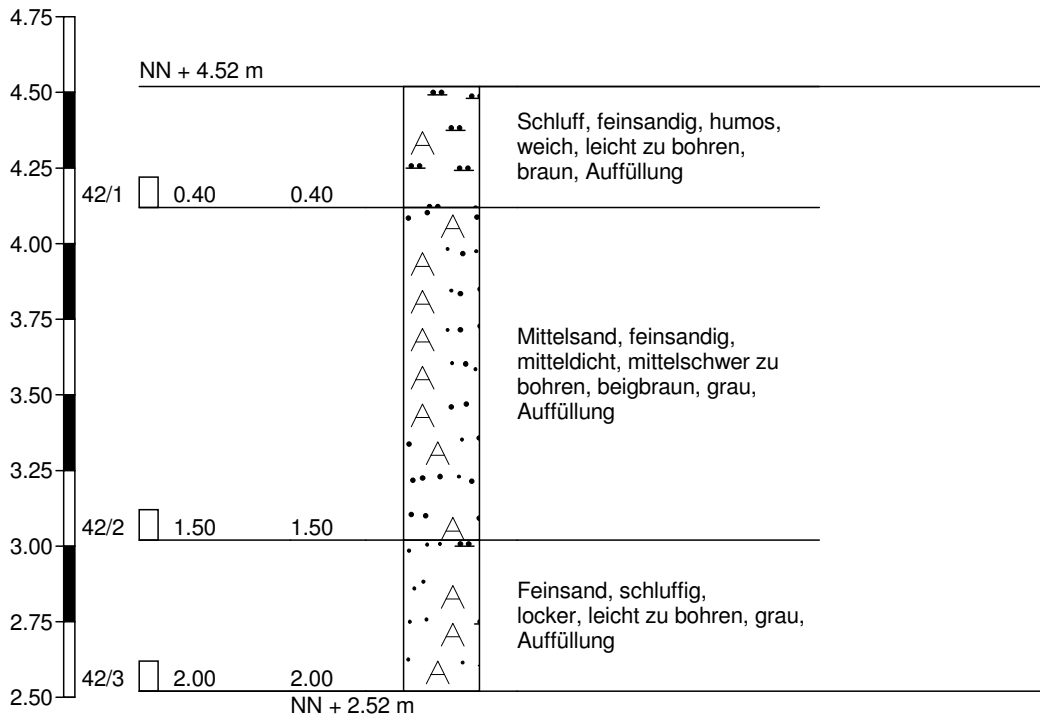 4.75
NN + 4.52 m
4.50
Schluff, feinsandig, humos,
weich, leicht zu bohren,
braun, Auffüllung
4.25
42/1 0.40 0.40
4.00
3.75
Mittelsand, feinsandig,
mitteldicht, mittelschwer zu
bohren, beigbraun, grau,
Auffüllung
3.50
3.25
42/2 1.50 1.50
3.00
Feinsand, schluffig,
locker, leicht zu bohren, grau,
Auffüllung
2.75
42/3 2.00 2.00
2.50
NN + 2.52 m